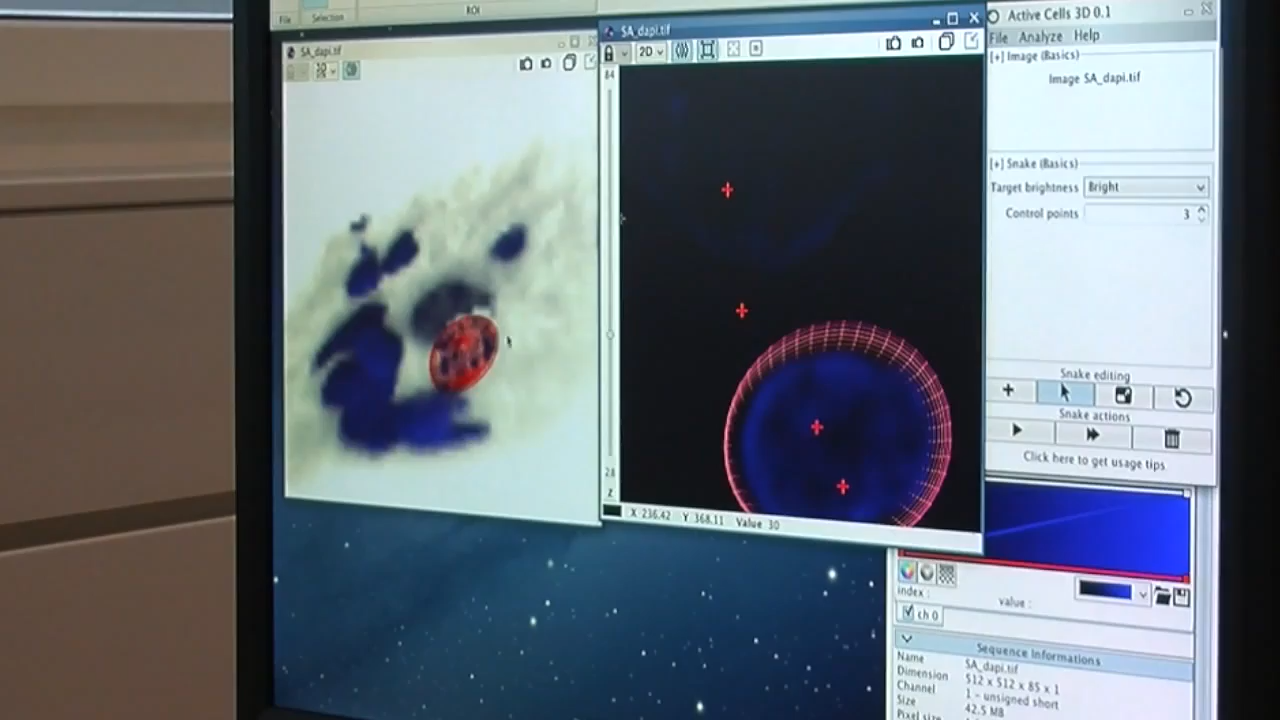 File
Selection
ROI
SA_dapi.tif
SA_dapi.tif
2D
84
28
Z
X 236.42 Y 368.11 Value 30
Active Cells 3D 0.1
File Analyze Help
[+] Image (Basics)
Image SA_dapi.tif
[+] Snake (Basics)
Target brightness Bright
Control points 3
Snake editing
Snake actions
Click here to get usage tips
index :
value :
ch 0
Sequence Informations
Name SA_dapi.tif
Dimension 512 x 512 x 85 x 1
Channel 1 - unsigned short
Size 42.5 MB
Pixel size